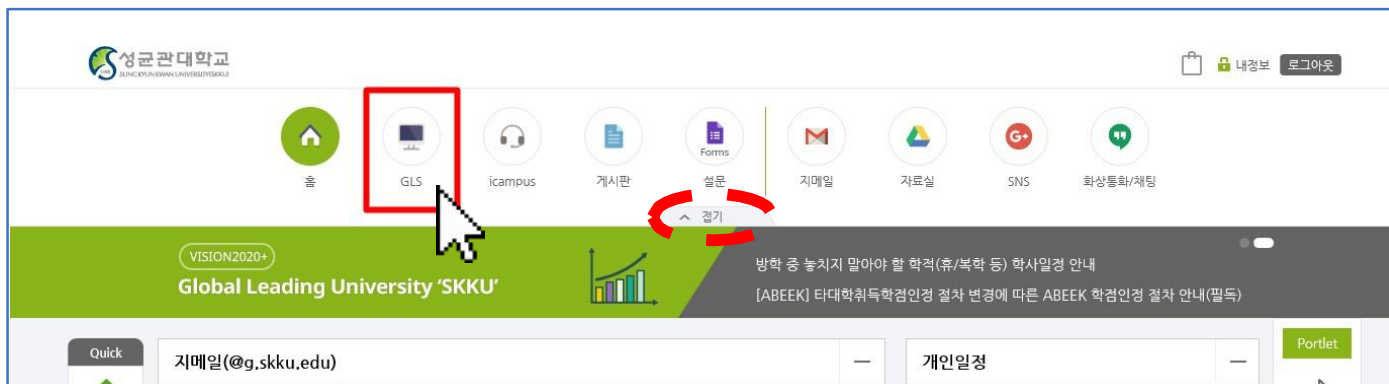 성균관대학교
SUNGKYUNKWAN UNIVERSITY(SKKU)
내정보 로그아웃
Forms
홈 GLS icampus 게시판 설문 지메일 자료실 SNS 화상통화/채팅
접기
VISION2020+
Global Leading University ‘SKKU’
방학 중 놓치지 말아야 할 학적(휴/복학 등) 학사일정 안내
[ABEEK] 타대학취득학점인정 절차 변경에 따른 ABEEK 학점인정 절차 안내(필독)
Quick
지메일(@g.skku.edu)
개인일정
Portlet